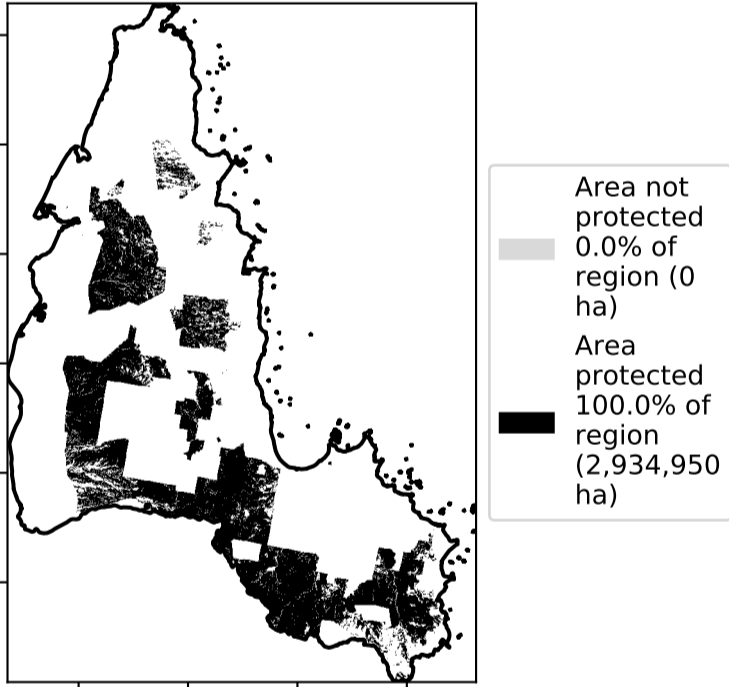 Area not
protected
0.0% of
region (0
ha)
Area
protected
100.0% of
region
(2,934,950
ha)